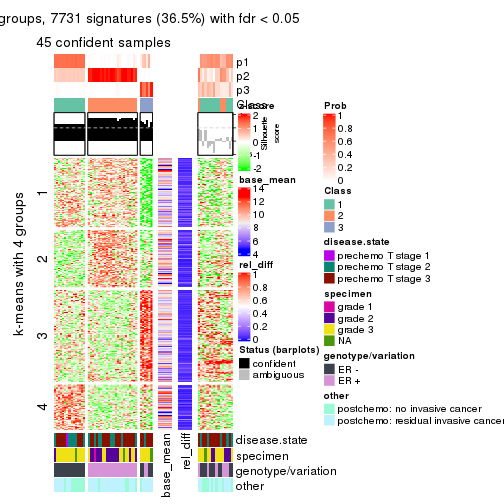 groups, 7731 signatures (36.5%) with fdr < 0.05
45 confident samples
p1
p2
p3
Class
z-score
2
1
0
-1
-2
Silhouette
score
base_mean
14
12
10
8
6
4
rel_diff
1
0.8
0.6
0.4
0.2
0
Status (barplots)
confident
ambiguous
k-means with 4 groups
1
2
3
4
base_mean
rel_diff
disease.state
specimen
genotype/variation
other
Prob
1
0.8
0.6
0.4
0.2
0
Class
1
2
3
disease.state
prechemo T stage 1
prechemo T stage 2
prechemo T stage 3
specimen
grade 1
grade 2
grade 3
NA
genotype/variation
ER -
ER +
other
postchemo: no invasive cancer
postchemo: residual invasive cancer